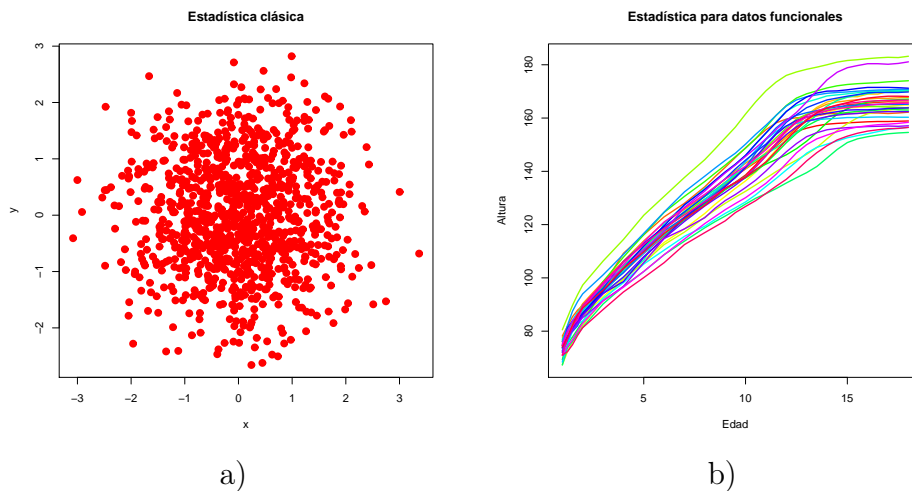 Estadística clásica
y
3
2
1
0
−1
−2
−3 −2 −1 0 1 2 3
x
a)
Estadística para datos funcionales
Altura
180
160
140
120
100
80
5 10 15
Edad
b)